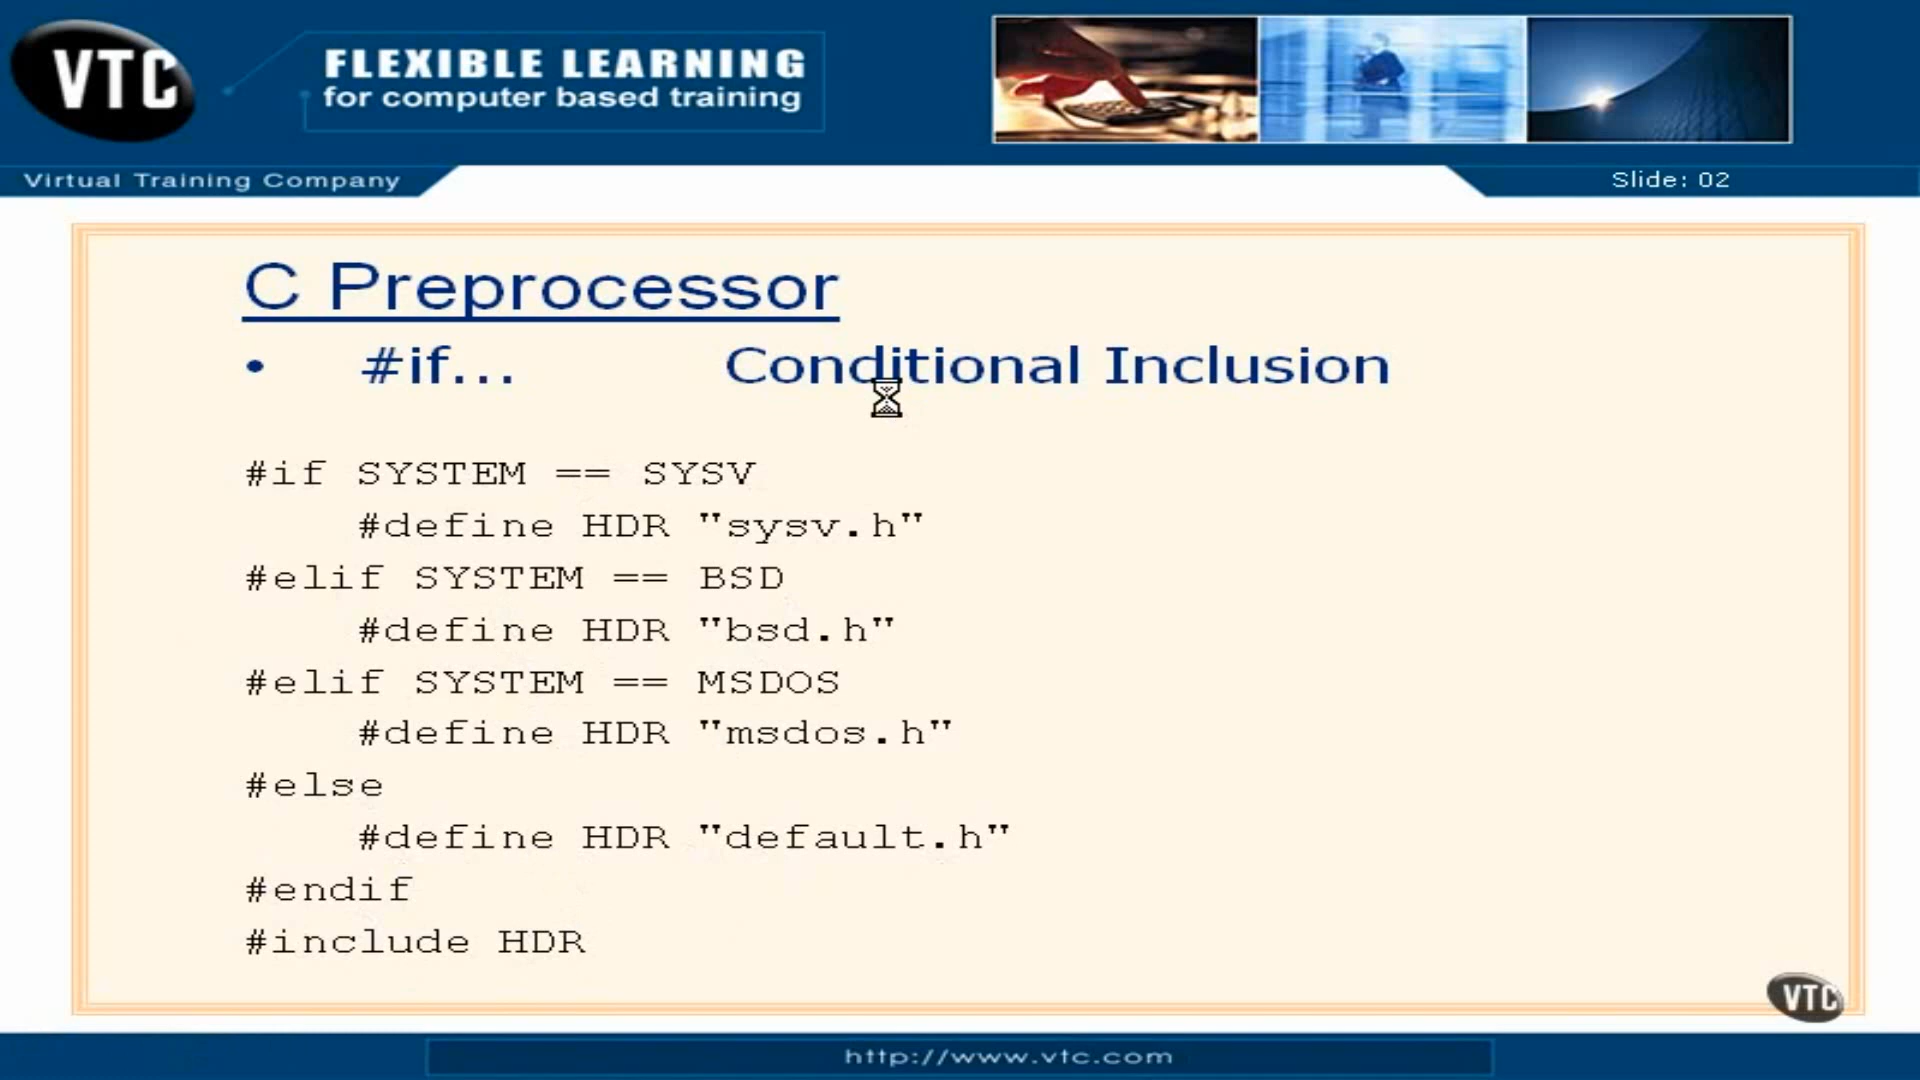 VTC
FLEXIBLE LEARNING
for computer based training
Virtual Training Company
Slide: 02
C Preprocessor
• #if... Conditional Inclusion
#if SYSTEM == SYSV
#define HDR "sysv.h"
#elif SYSTEM == BSD
#define HDR "bsd.h"
#elif SYSTEM == MSDOS
#define HDR "msdos.h"
#else
#define HDR "default.h"
#endif
#include HDR
VTC
http://www.vtc.com